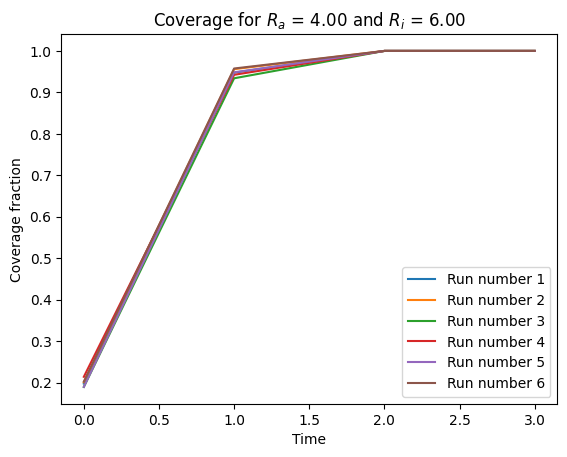 Coverage for Rₐ = 4.00 and Rᵢ = 6.00
Coverage fraction
1.0
0.9
0.8
0.7
0.6
0.5
0.4
0.3
0.2
Run number 1
Run number 2
Run number 3
Run number 4
Run number 5
Run number 6
0.0 0.5 1.0 1.5 2.0 2.5 3.0
Time